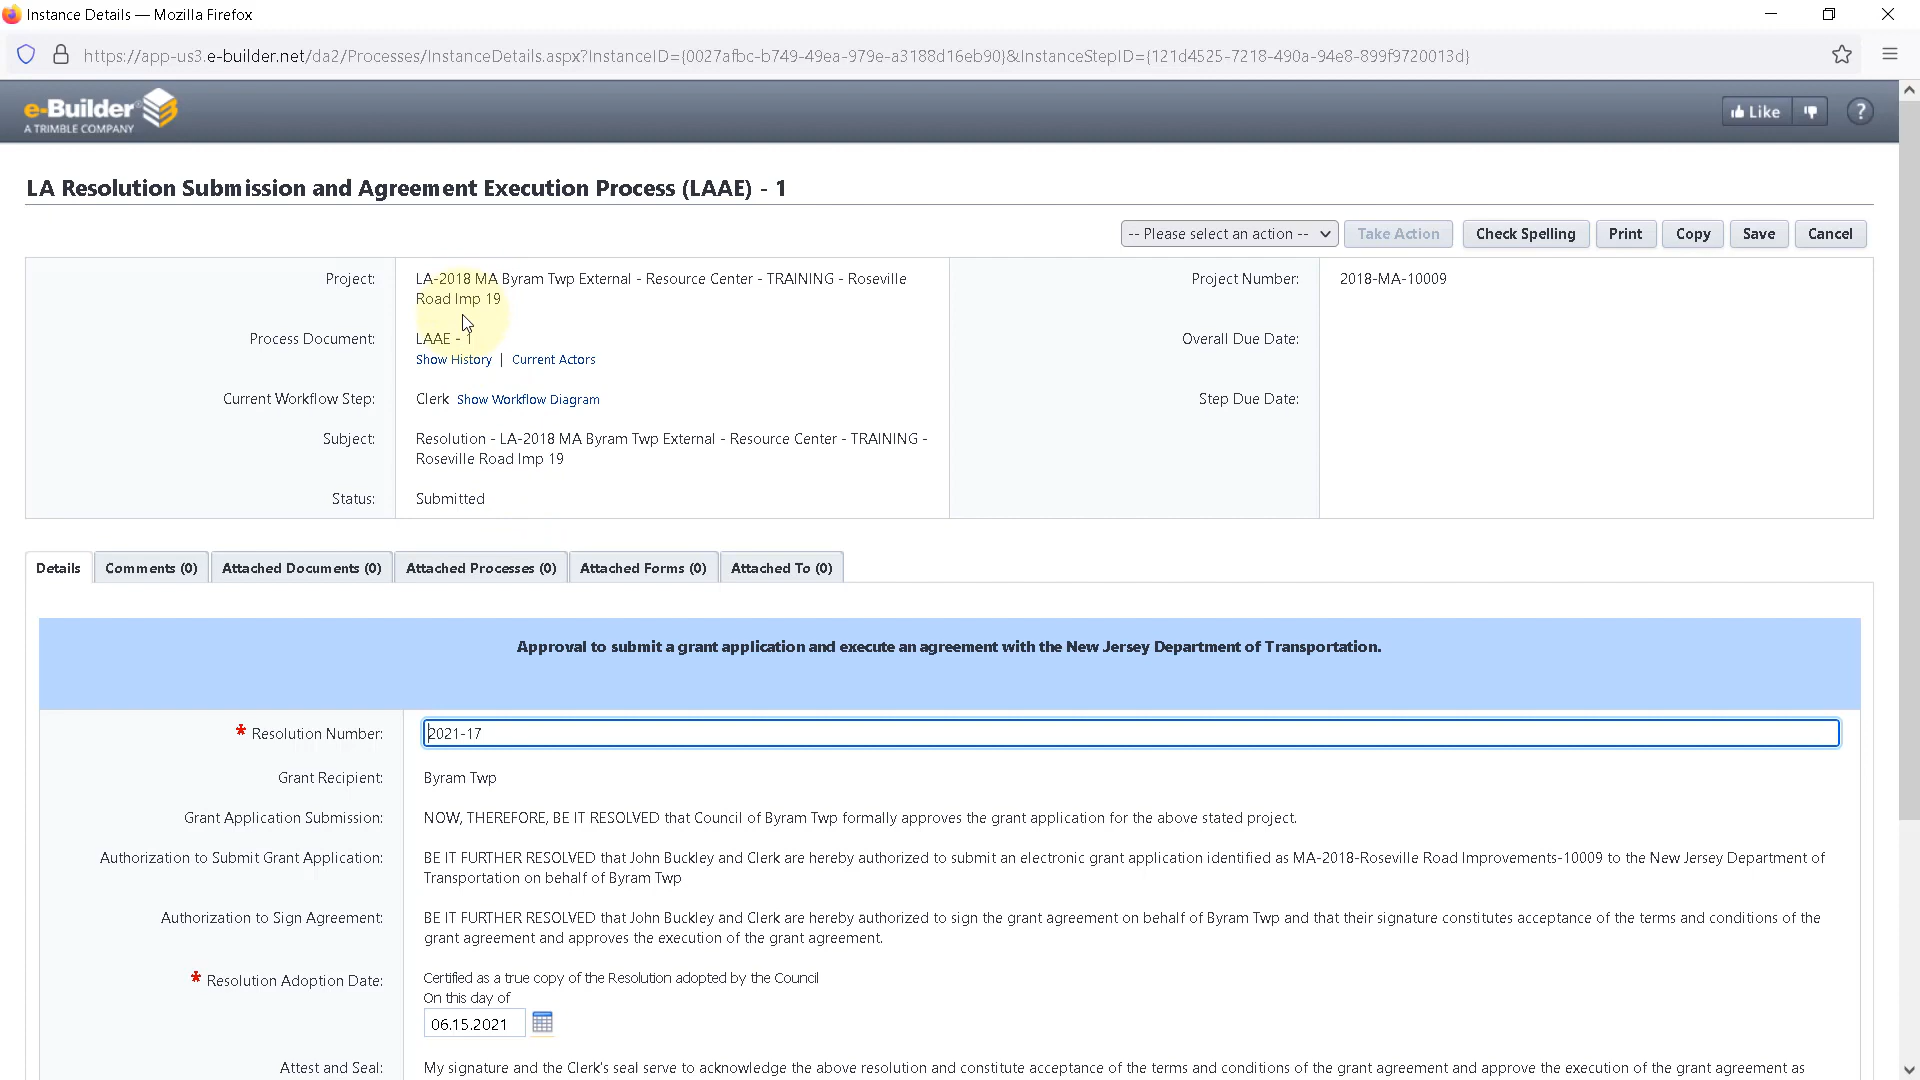 Instance Details — Mozilla Firefox
https://app-us3.e-builder.net/da2/Processes/InstanceDetails.aspx?InstanceID={0027afbc-b749-49ea-979e-a3188d16eb90}&InstanceStepID={121d4525-7218-490a-94e8-899f9720013d}
e-Builder
A TRIMBLE COMPANY
Like
?
LA Resolution Submission and Agreement Execution Process (LAAE) - 1
-- Please select an action -- Take Action Check Spelling Print Copy Save Cancel
Project: LA-2018 MA Byram Twp External - Resource Center - TRAINING - Roseville Project Number: 2018-MA-10009
Road Imp 19
Process Document: LAAE - 1 Overall Due Date:
Show History | Current Actors
Current Workflow Step: Clerk Show Workflow Diagram Step Due Date:
Subject: Resolution - LA-2018 MA Byram Twp External - Resource Center - TRAINING -
Roseville Road Imp 19
Status: Submitted
Details Comments (0) Attached Documents (0) Attached Processes (0) Attached Forms (0) Attached To (0)
Approval to submit a grant application and execute an agreement with the New Jersey Department of Transportation.
* Resolution Number: 2021-17
Grant Recipient: Byram Twp
Grant Application Submission: NOW, THEREFORE, BE IT RESOLVED that Council of Byram Twp formally approves the grant application for the above stated project.
Authorization to Submit Grant Application: BE IT FURTHER RESOLVED that John Buckley and Clerk are hereby authorized to submit an electronic grant application identified as MA-2018-Roseville Road Improvements-10009 to the New Jersey Department of
Transportation on behalf of Byram Twp
Authorization to Sign Agreement: BE IT FURTHER RESOLVED that John Buckley and Clerk are hereby authorized to sign the grant agreement on behalf of Byram Twp and that their signature constitutes acceptance of the terms and conditions of the
grant agreement and approves the execution of the grant agreement.
* Resolution Adoption Date: Certified as a true copy of the Resolution adopted by the Council
On this day of
06.15.2021
Attest and Seal: My signature and the Clerk's seal serve to acknowledge the above resolution and constitute acceptance of the terms and conditions of the grant agreement and approve the execution of the grant agreement as